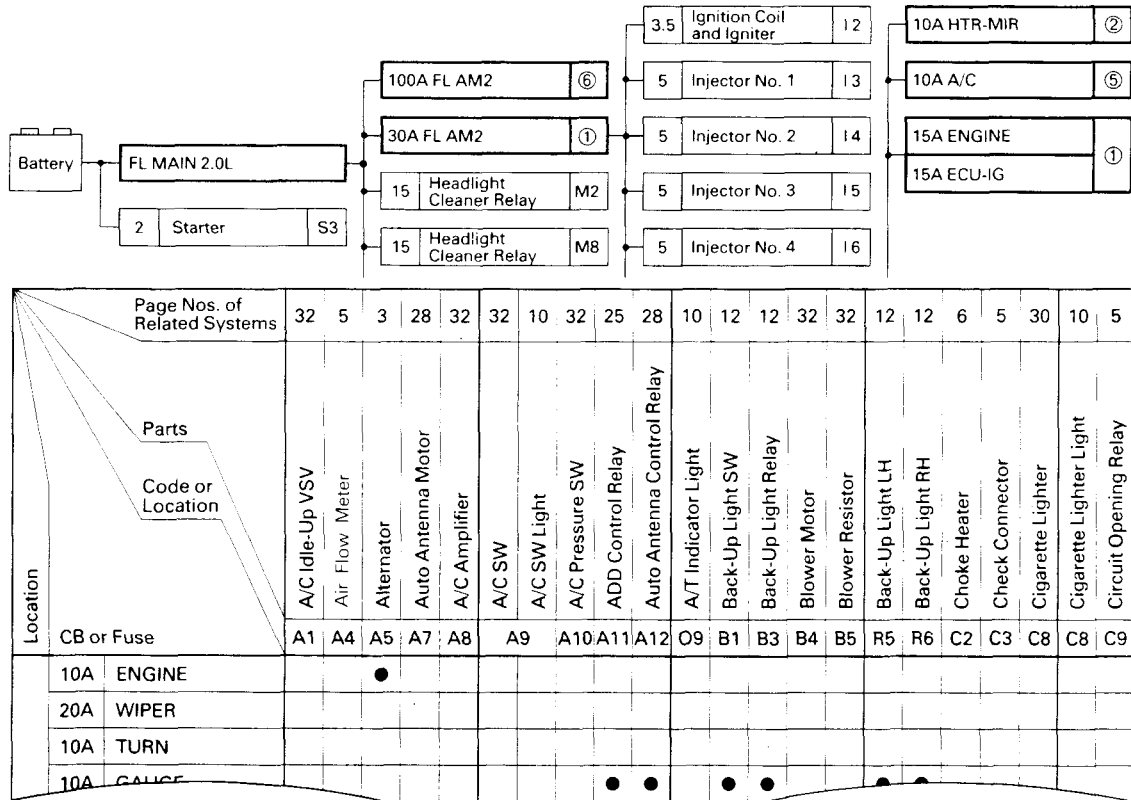 Battery
FL MAIN 2.0L
2 Starter S3
100A FL AM2 ⑥
30A FL AM2 ①
15 Headlight
Cleaner Relay M2
15 Headlight
Cleaner Relay M8
3.5 Ignition Coil
and Igniter I2
5 Injector No. 1 I3
5 Injector No. 2 I4
5 Injector No. 3 I5
5 Injector No. 4 I6
10A HTR-MIR ②
10A A/C ⑤
15A ENGINE
15A ECU-IG
①
Page Nos. of
Related Systems
32 5 3 28 32 32 10 32 25 28 10 12 12 32 32 12 12 6 5 30 10 5
Parts
Code or
Location
Location
CB or Fuse
A/C Idle-Up VSV
Air Flow Meter
Alternator
Auto Antenna Motor
A/C Amplifier
A/C SW
A/C SW Light
A/C Pressure SW
ADD Control Relay
Auto Antenna Control Relay
A/T Indicator Light
Back-Up Light SW
Back-Up Light Relay
Blower Motor
Blower Resistor
Back-Up Light LH
Back-Up Light RH
Choke Heater
Check Connector
Cigarette Lighter
Cigarette Lighter Light
Circuit Opening Relay
A1 A4 A5 A7 A8 A9 A10 A11 A12 O9 B1 B3 B4 B5 R5 R6 C2 C3 C8 C8 C9
10A ENGINE
20A WIPER
10A TURN
10A GAUGE